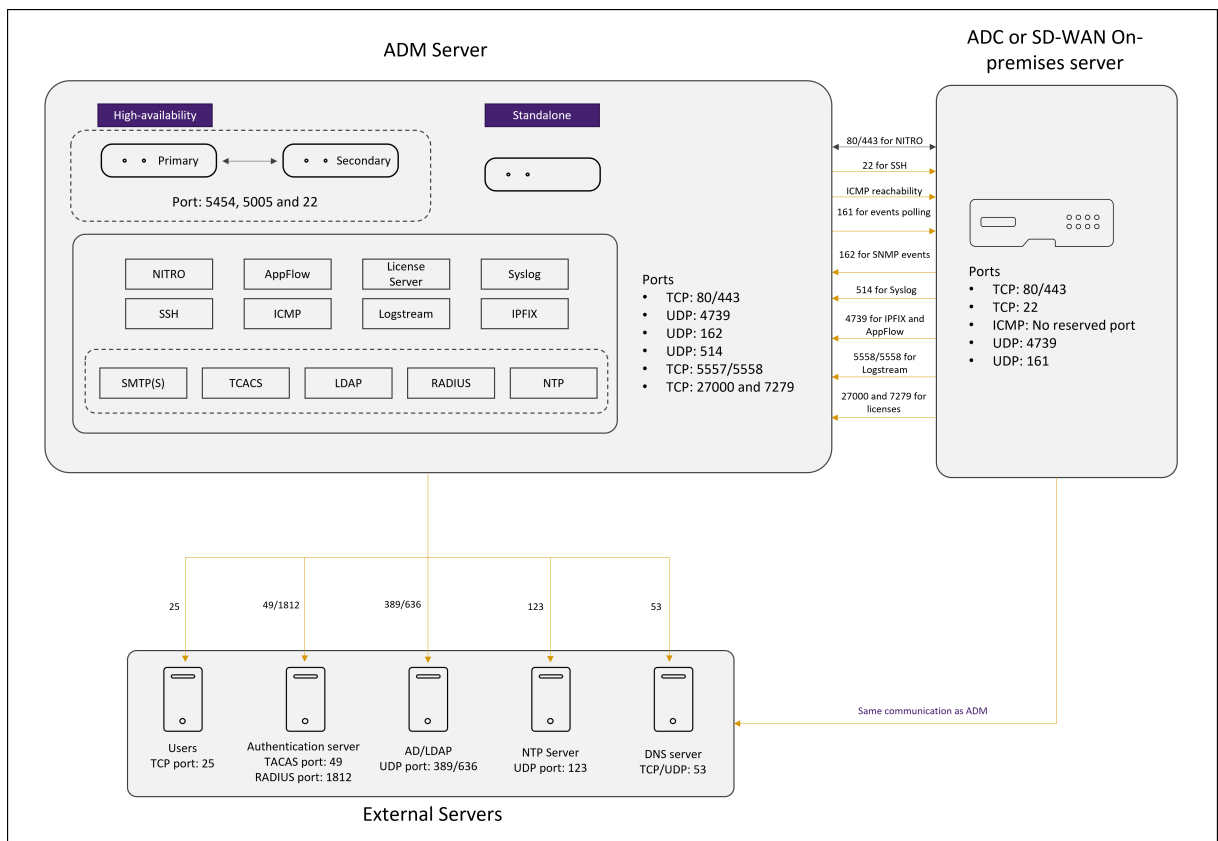 ADM Server
ADC or SD-WAN On-
premises server
High-availability
Standalone
Primary
Secondary
Port: 5454, 5005 and 22
NITRO
AppFlow
License
Server
Syslog
SSH
ICMP
Logstream
IPFIX
SMTP(S)
TCACS
LDAP
RADIUS
NTP
Ports
• TCP: 80/443
• UDP: 4739
• UDP: 162
• UDP: 514
• TCP: 5557/5558
• TCP: 27000 and 7279
80/443 for NITRO
22 for SSH
ICMP reachability
161 for events polling
162 for SNMP events
514 for Syslog
4739 for IPFIX and
AppFlow
5558/5558 for
Logstream
27000 and 7279 for
licenses
Ports
• TCP: 80/443
• TCP: 22
• ICMP: No reserved port
• UDP: 4739
• UDP: 161
25
49/1812
389/636
123
53
Users
TCP port: 25
Authentication server
TACAS port: 49
RADIUS port: 1812
AD/LDAP
UDP port: 389/636
NTP Server
UDP port: 123
DNS server
TCP/UDP: 53
Same communication as ADM
External Servers